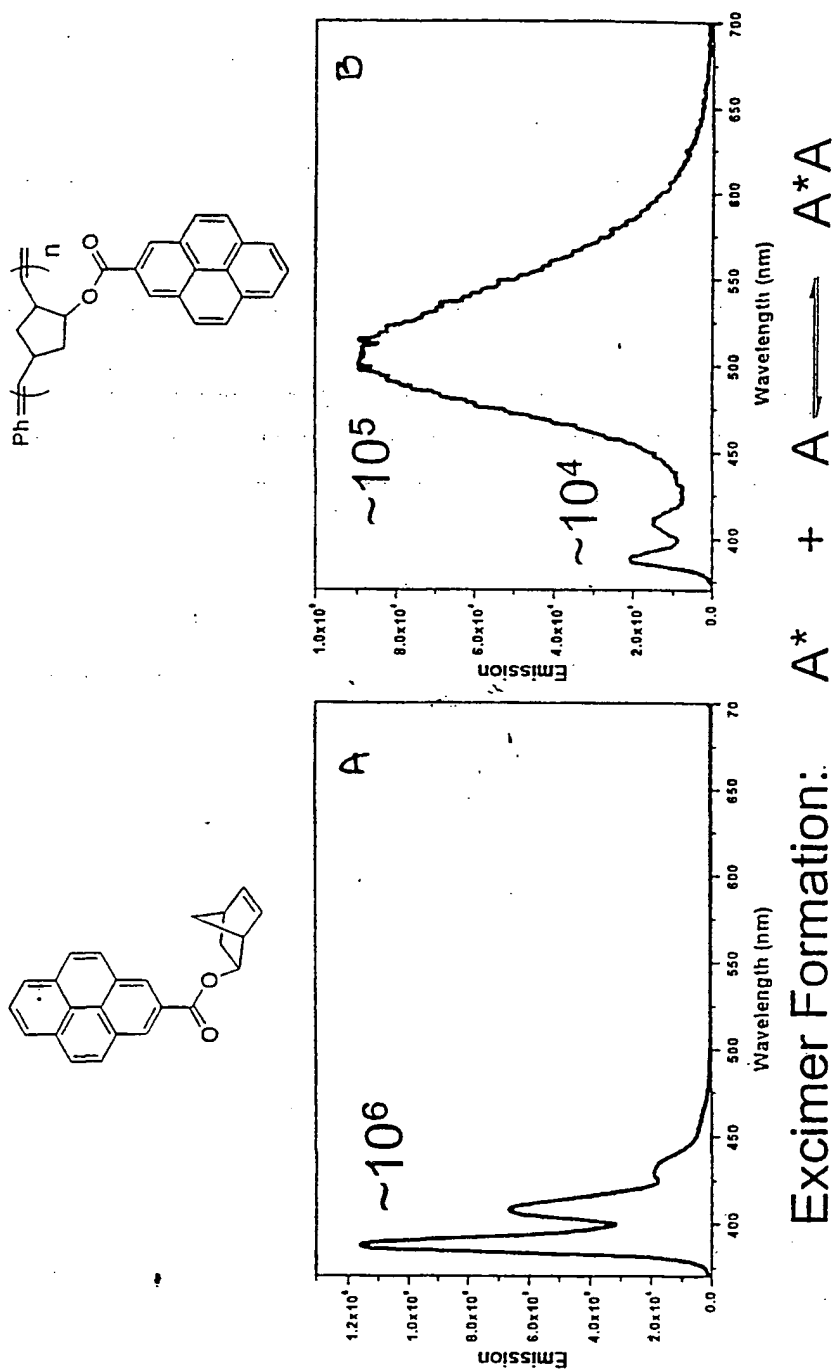 O
O
Ph
n
O
O
A
~10⁶
Emission
1.2x10⁶
1.0x10⁶
8.0x10⁵
6.0x10⁵
4.0x10⁵
2.0x10⁵
0.0
400
450
500
550
600
650
70
Wavelength (nm)
B
~10⁵
~10⁴
Emission
8.0x10⁴
6.0x10⁴
4.0x10⁴
2.0x10⁴
0.0
400
450
500
550
600
650
700
Wavelength (nm)
Excimer Formation: A* + A ⇌ A*A